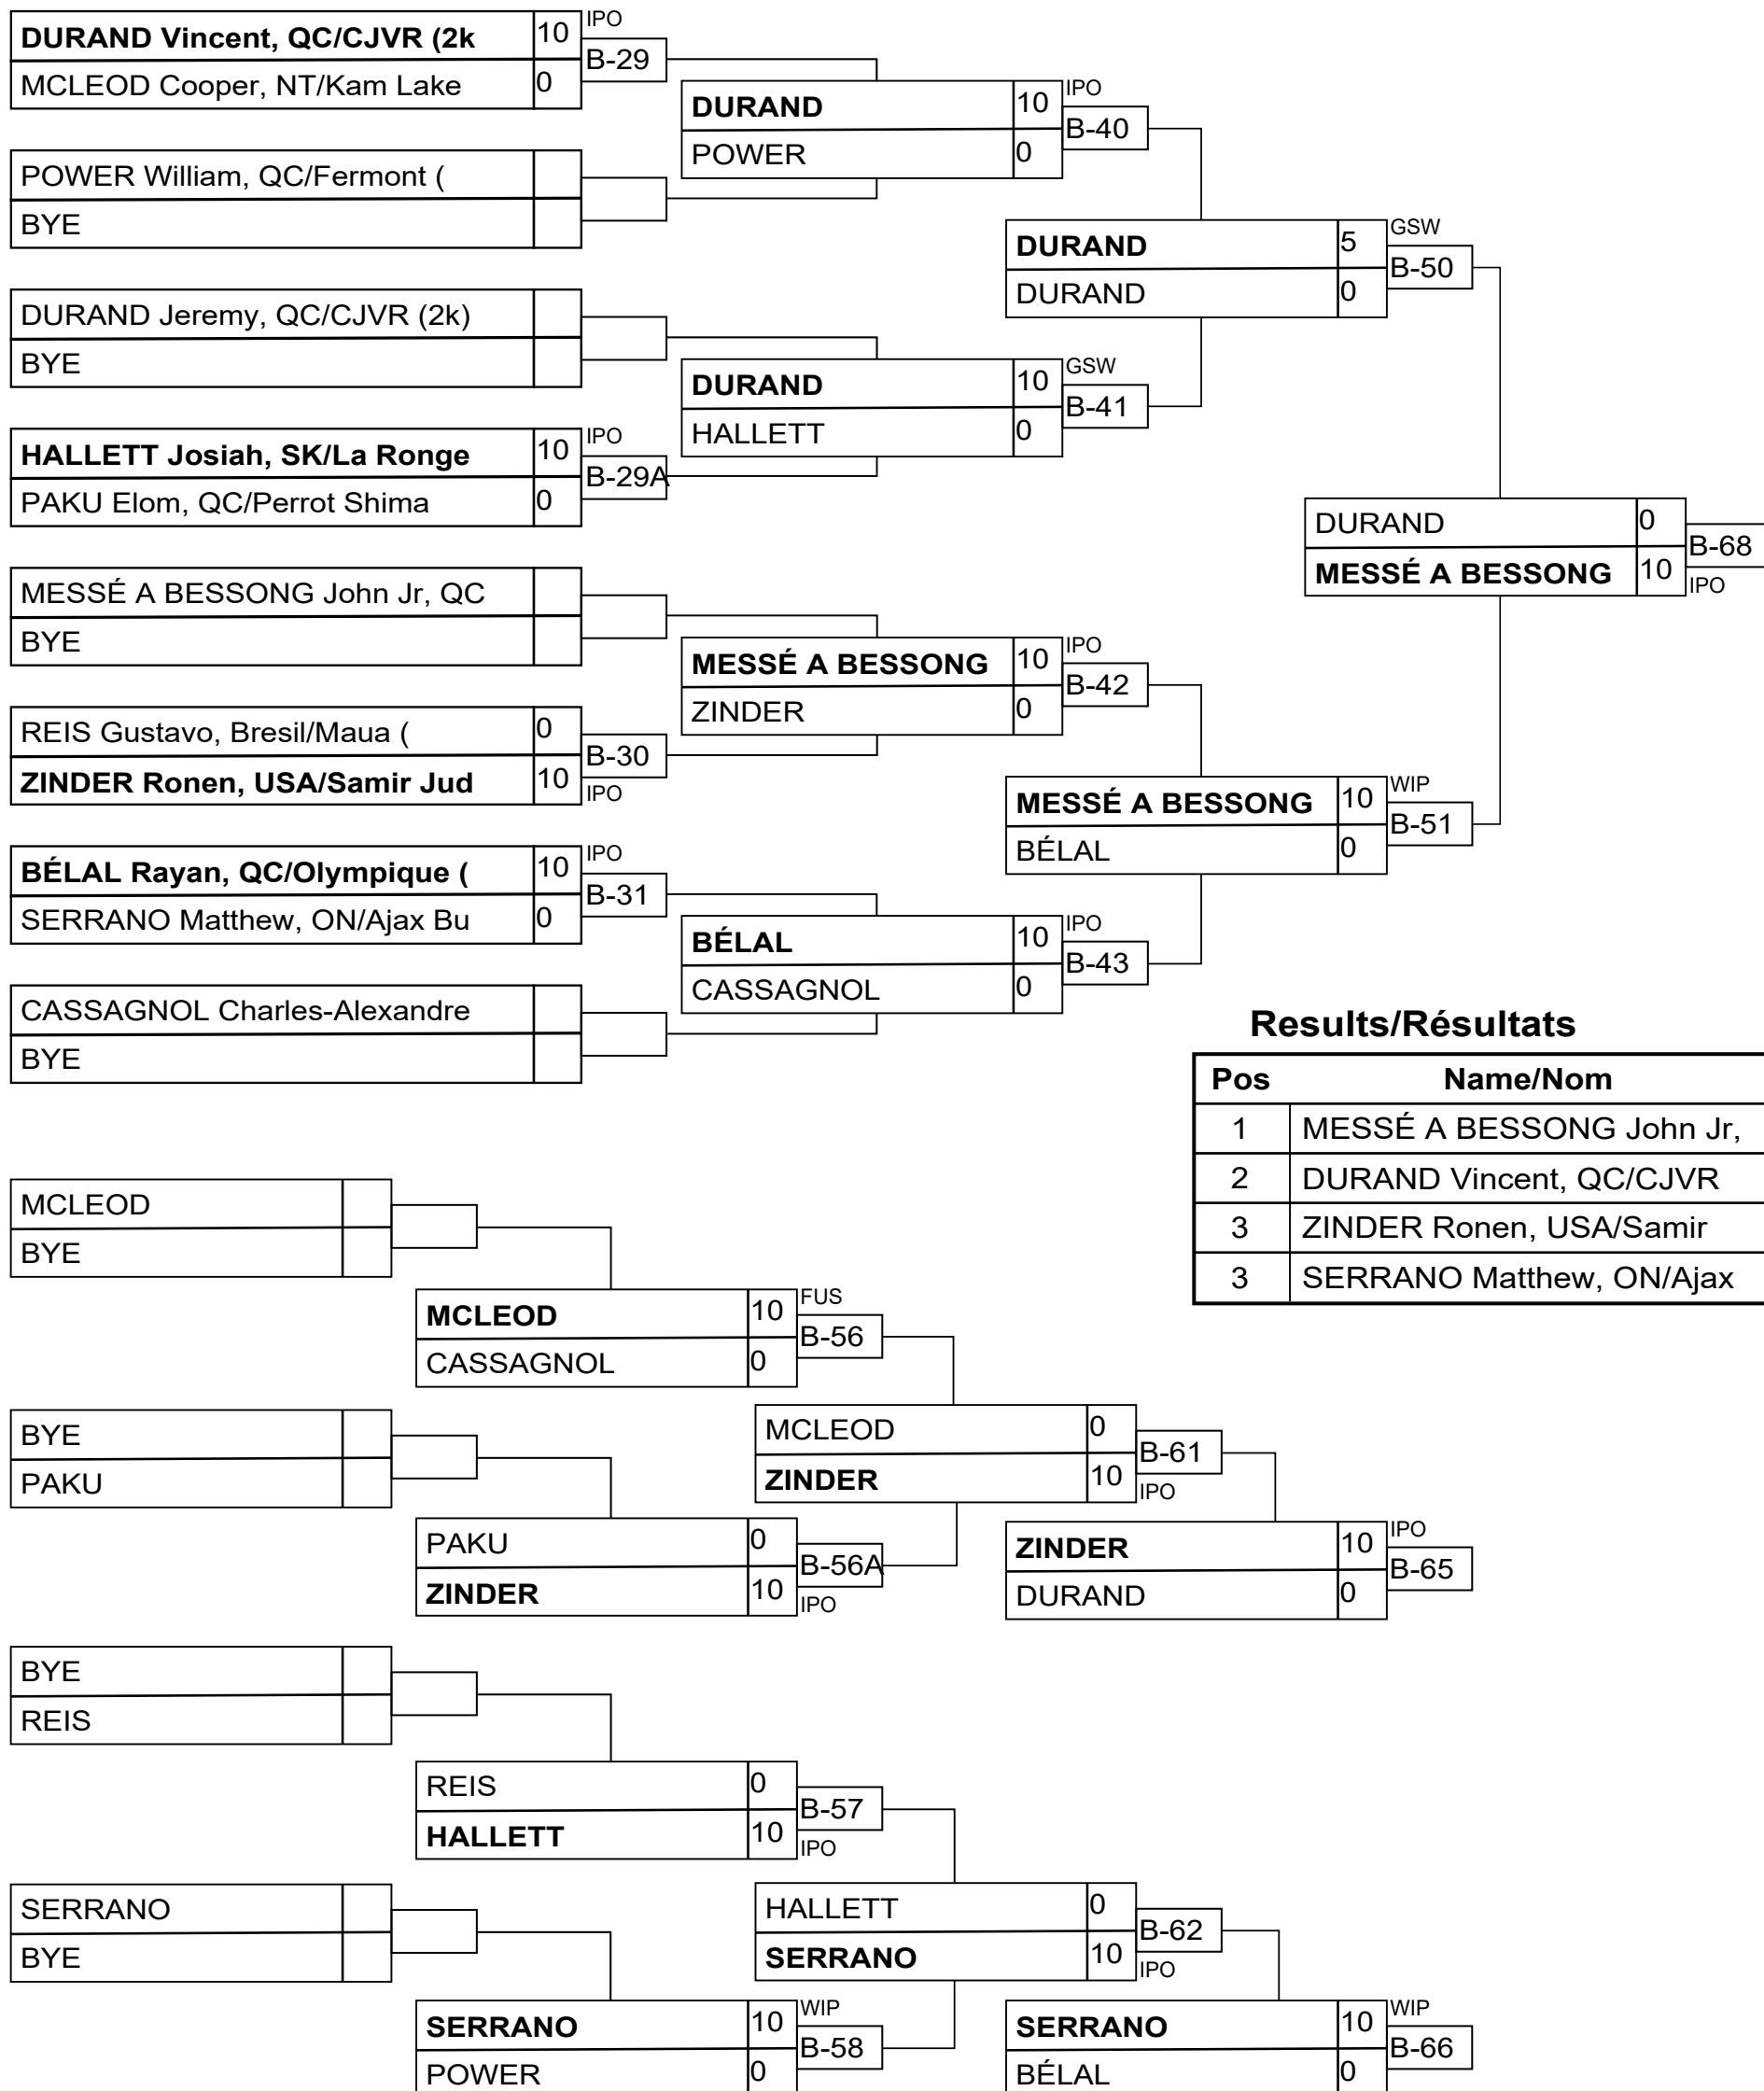 DURAND Vincent, QC/CJVR (2k 10 IPO
B-29
MCLEOD Cooper, NT/Kam Lake 0
POWER William, QC/Fermont (
BYE
DURAND Jeremy, QC/CJVR (2k)
BYE
HALLETT Josiah, SK/La Ronge 10 IPO
B-29A
PAKU Elom, QC/Perrot Shima 0
MESSÉ A BESSONG John Jr, QC
BYE
REIS Gustavo, Bresil/Maua ( 0
B-30
ZINDER Ronen, USA/Samir Jud 10 IPO
BÉLAL Rayan, QC/Olympique ( 10 IPO
B-31
SERRANO Matthew, ON/Ajax Bu 0
CASSAGNOL Charles-Alexandre
BYE
DURAND 10 IPO
B-40
POWER 0
DURAND 10 GSW
B-41
HALLETT 0
MESSÉ A BESSONG 10 IPO
B-42
ZINDER 0
BÉLAL 10 IPO
B-43
CASSAGNOL 0
DURAND 5 GSW
B-50
DURAND 0
MESSÉ A BESSONG 10 WIP
B-51
BÉLAL 0
DURAND 0
B-68
MESSÉ A BESSONG 10 IPO
Results/Résultats
Pos Name/Nom
1 MESSÉ A BESSONG John Jr,
2 DURAND Vincent, QC/CJVR
3 ZINDER Ronen, USA/Samir
3 SERRANO Matthew, ON/Ajax
MCLEOD
BYE
BYE
PAKU
BYE
REIS
SERRANO
BYE
MCLEOD 10 FUS
B-56
CASSAGNOL 0
PAKU 0
B-56A
ZINDER 10 IPO
REIS 0
B-57
HALLETT 10 IPO
SERRANO 10 WIP
B-58
POWER 0
MCLEOD 0
B-61
ZINDER 10 IPO
HALLETT 0
B-62
SERRANO 10 IPO
ZINDER 10 IPO
B-65
DURAND 0
SERRANO 10 WIP
B-66
BÉLAL 0